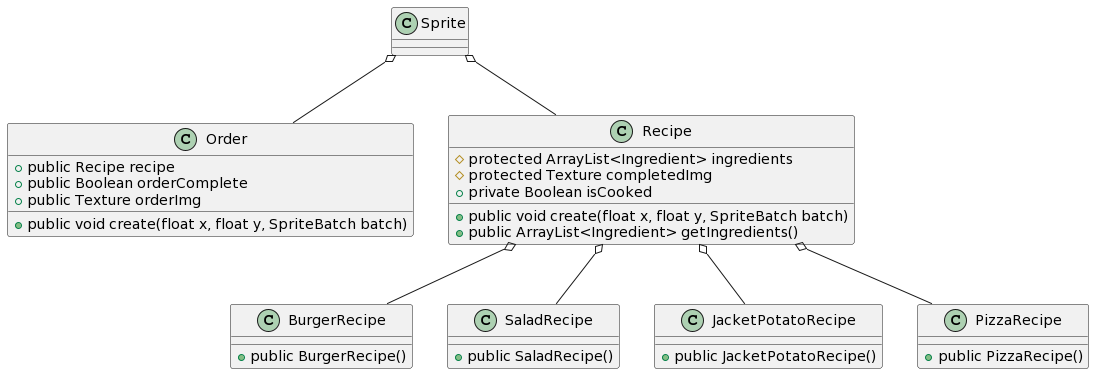 C Sprite
C Order
public Recipe recipe
public Boolean orderComplete
public Texture orderImg
public void create(float x, float y, SpriteBatch batch)
C Recipe
protected ArrayList<Ingredient> ingredients
protected Texture completedImg
private Boolean isCooked
public void create(float x, float y, SpriteBatch batch)
public ArrayList<Ingredient> getIngredients()
C BurgerRecipe
public BurgerRecipe()
C SaladRecipe
public SaladRecipe()
C JacketPotatoRecipe
public JacketPotatoRecipe()
C PizzaRecipe
public PizzaRecipe()